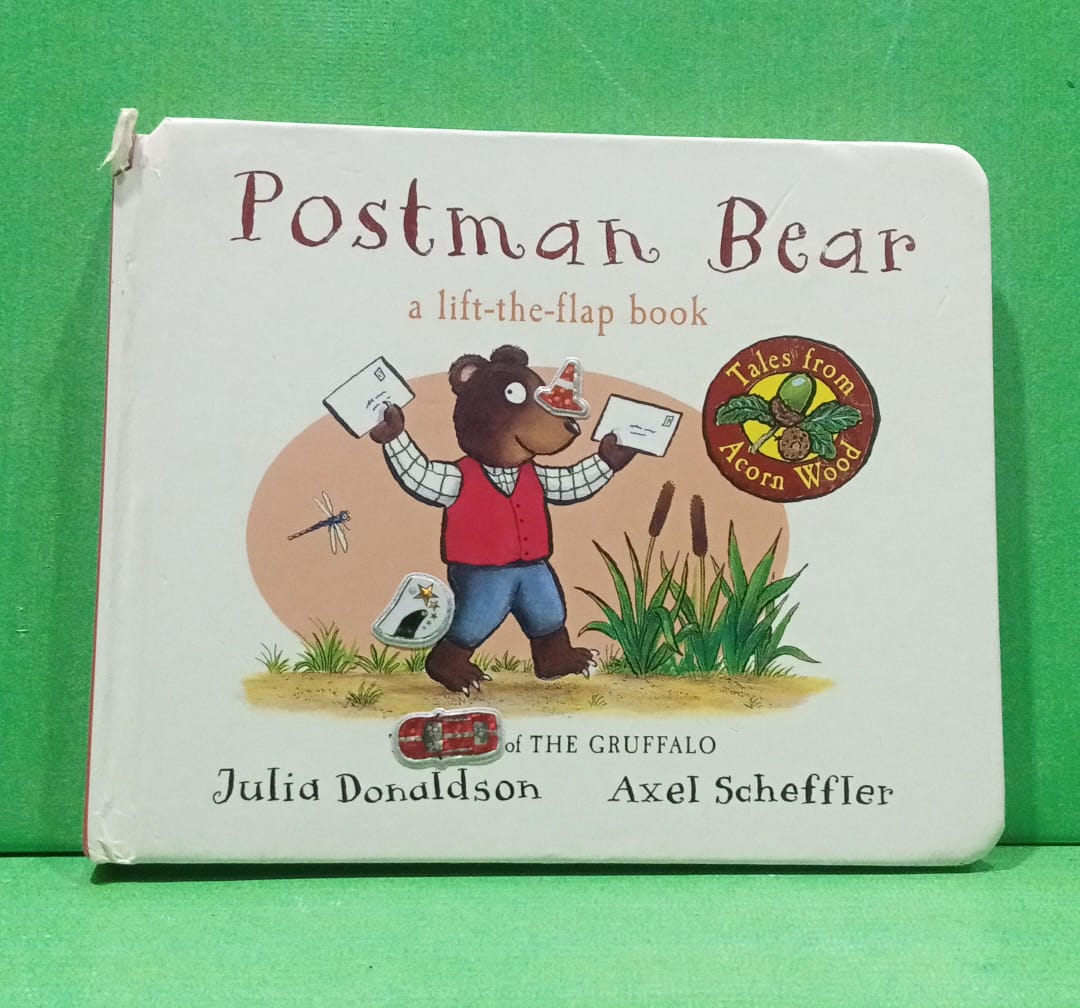 Postman Bear
a lift-the-flap book
Tales from
Acorn Wood
of THE GRUFFALO
Julia Donaldson Axel Scheffler